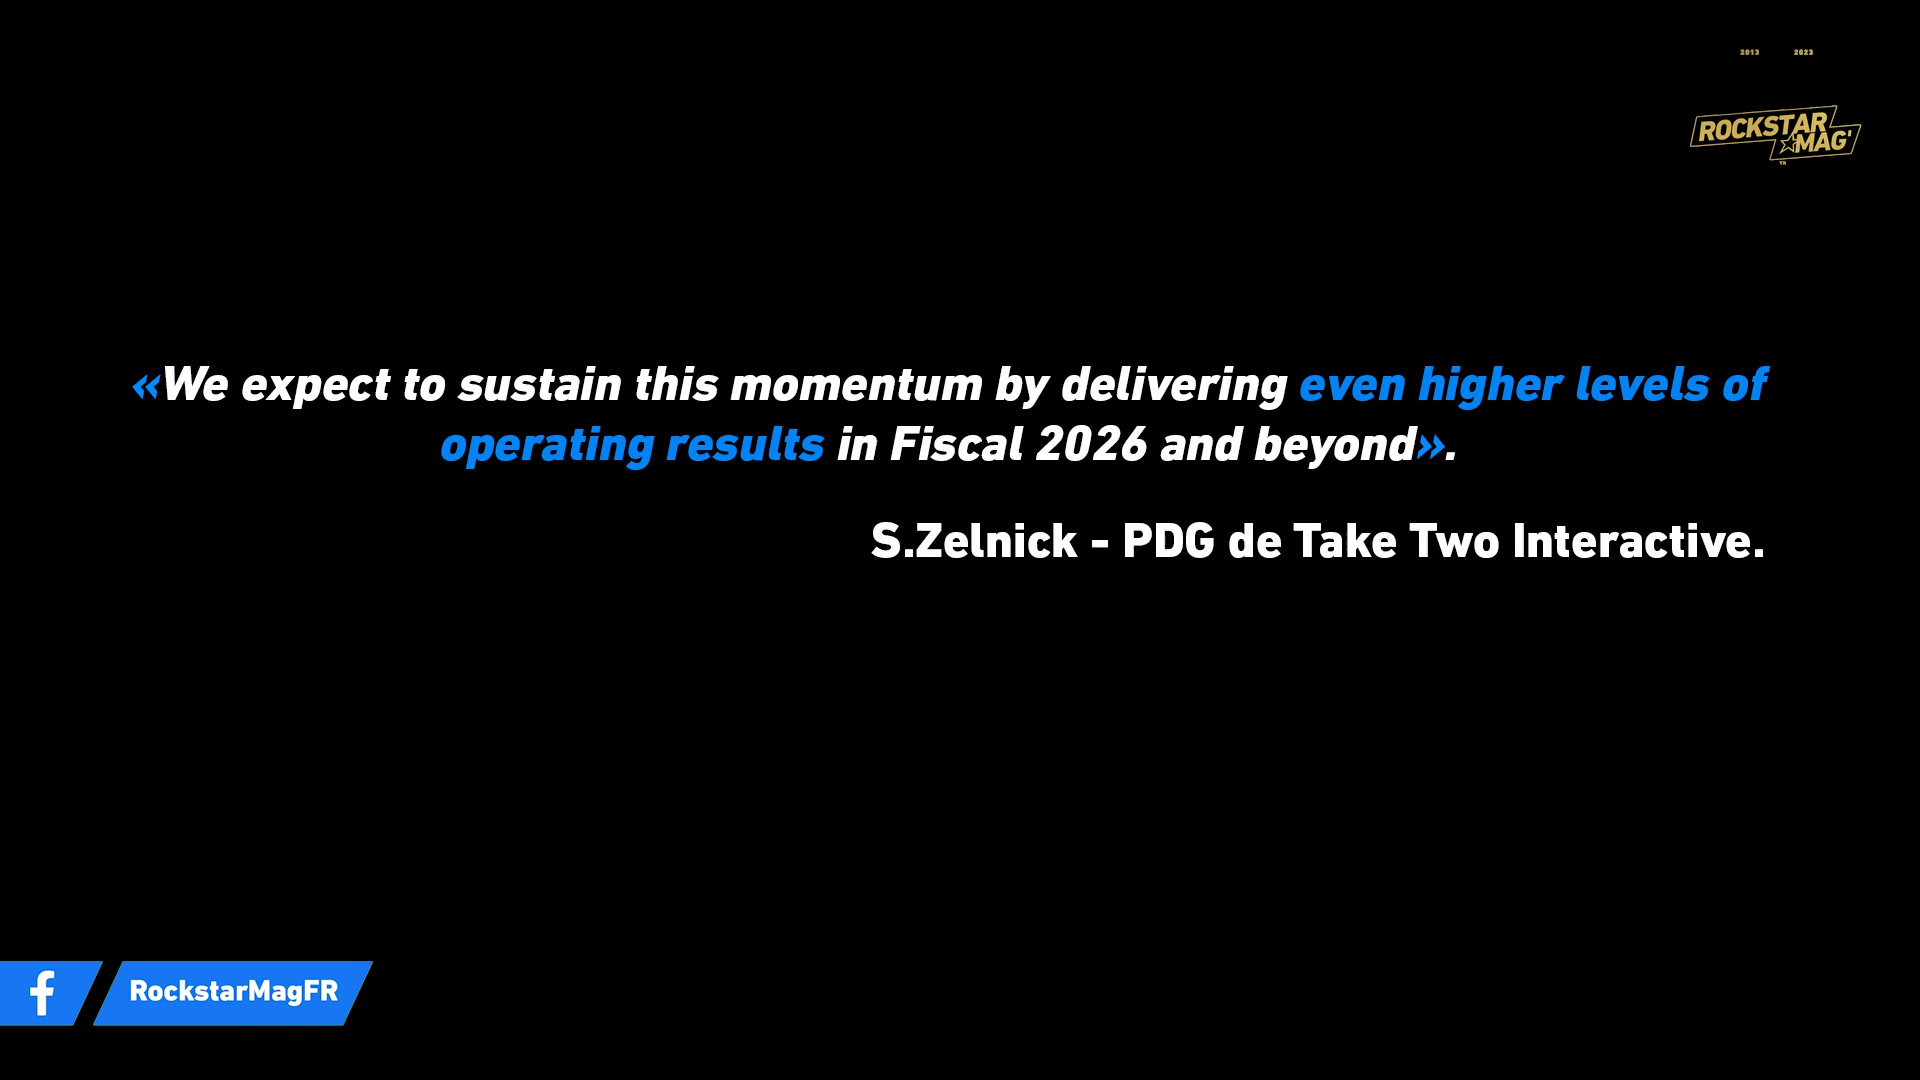 2013 2023
ROCKSTAR
MAG'
TM
«We expect to sustain this momentum by delivering even higher levels of
operating results in Fiscal 2026 and beyond».
S.Zelnick - PDG de Take Two Interactive.
f RockstarMagFR